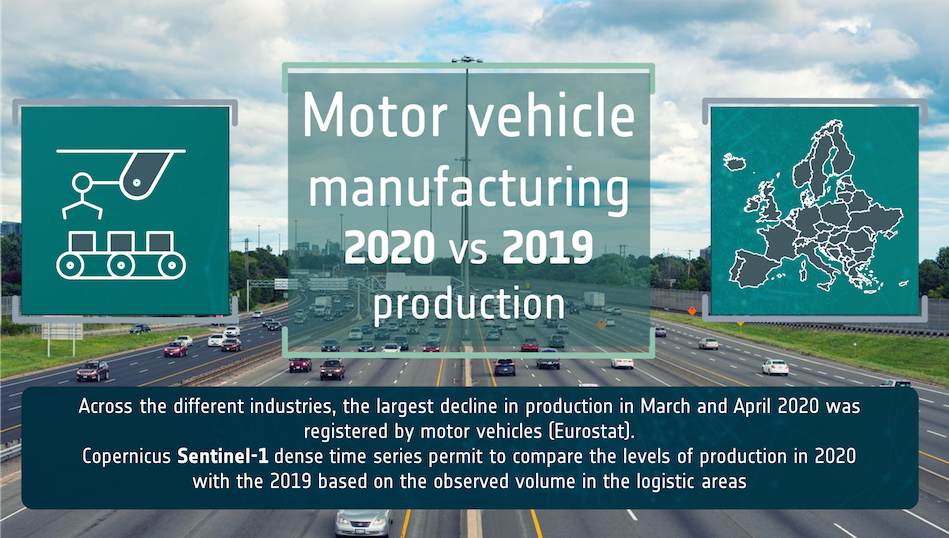 Motor vehicle
manufacturing
2020 vs 2019
production
Across the different industries, the largest decline in production in March and April 2020 was
registered by motor vehicles (Eurostat).
Copernicus Sentinel-1 dense time series permit to compare the levels of production in 2020
with the 2019 based on the observed volume in the logistic areas